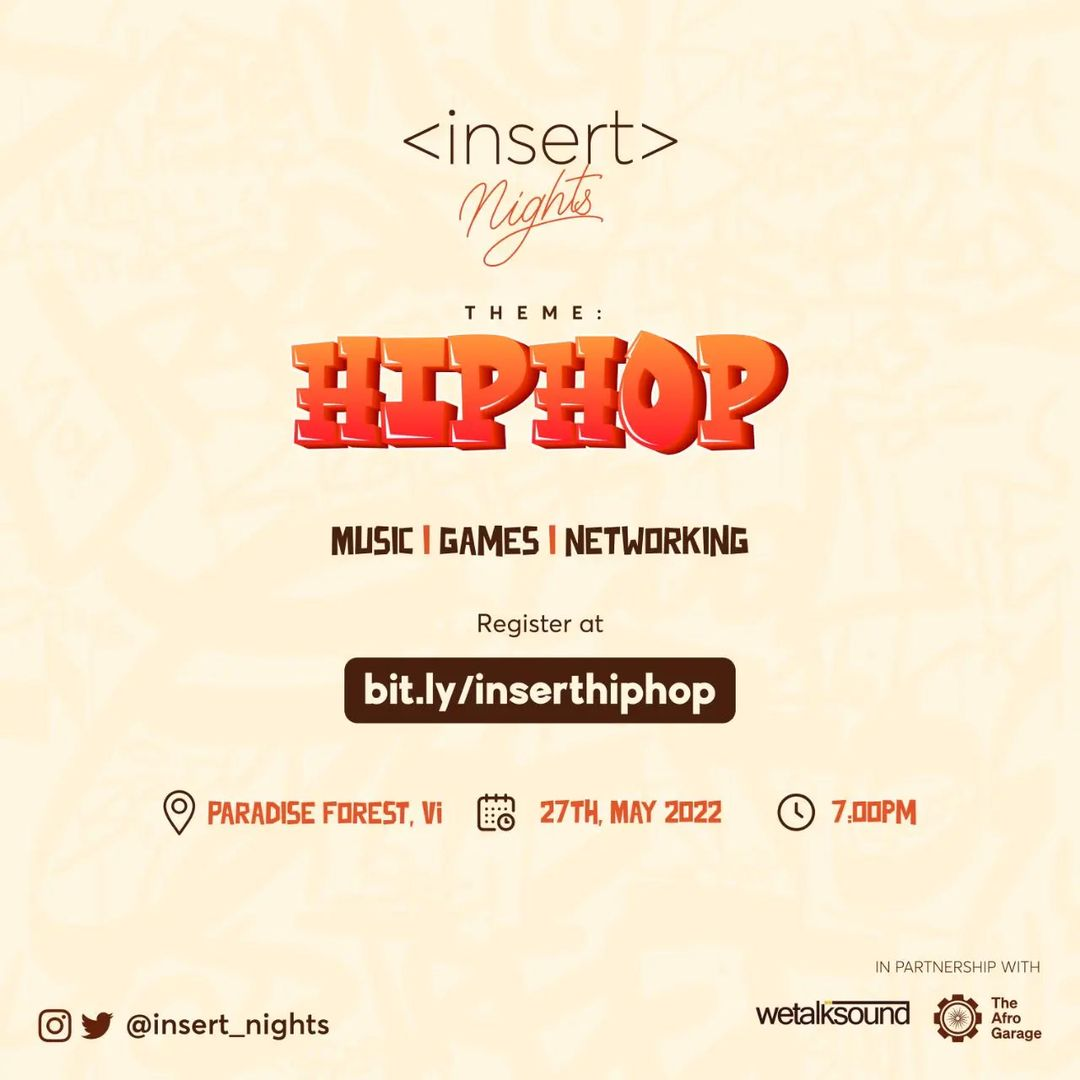 <insert>
Nights
THEME:
HIPHOP
MUSIC | GAMES | NETWORKING
Register at
bit.ly/inserthiphop
PARADISE FOREST, Vi
27TH, MAY 2022
7:00PM
IN PARTNERSHIP WITH
wetalksound
The
Afro
Garage
@insert_nights